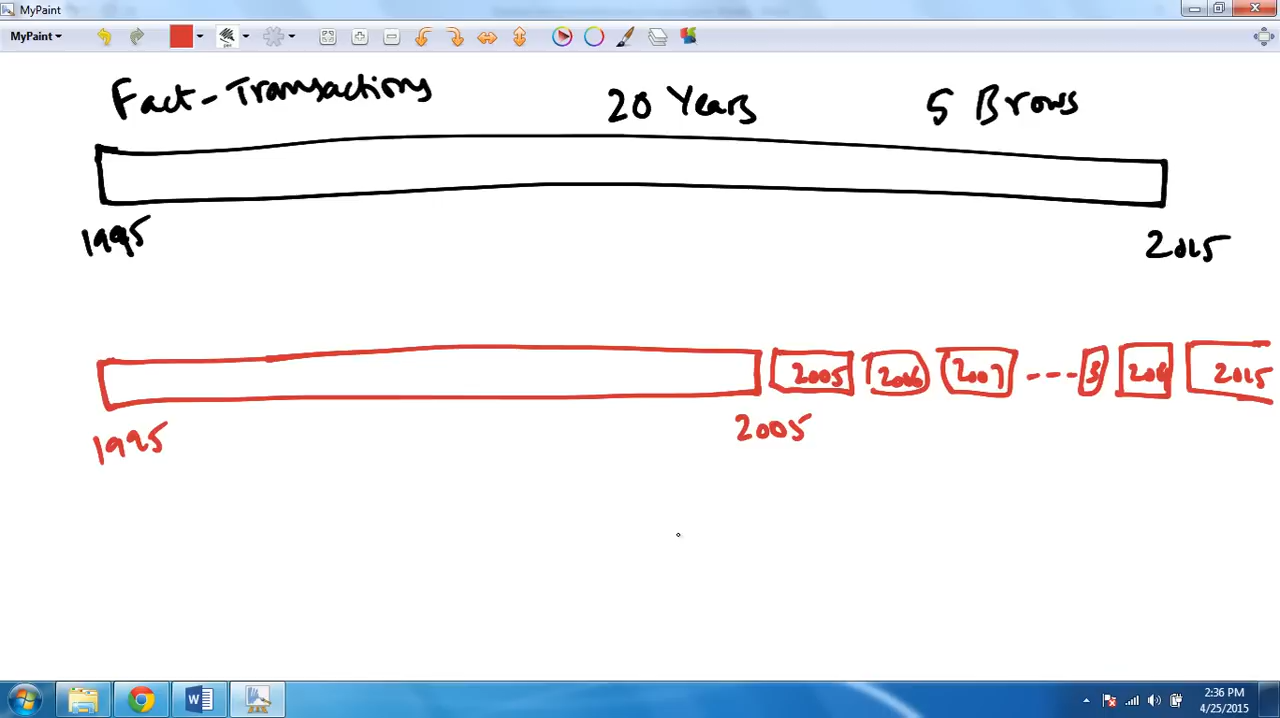 MyPaint
MyPaint
Fact-Transactions 20 Years 5 Brows
1995 2015
2005 2006 2007 --- 2015
1995 2005
2:36 PM
4/25/2015